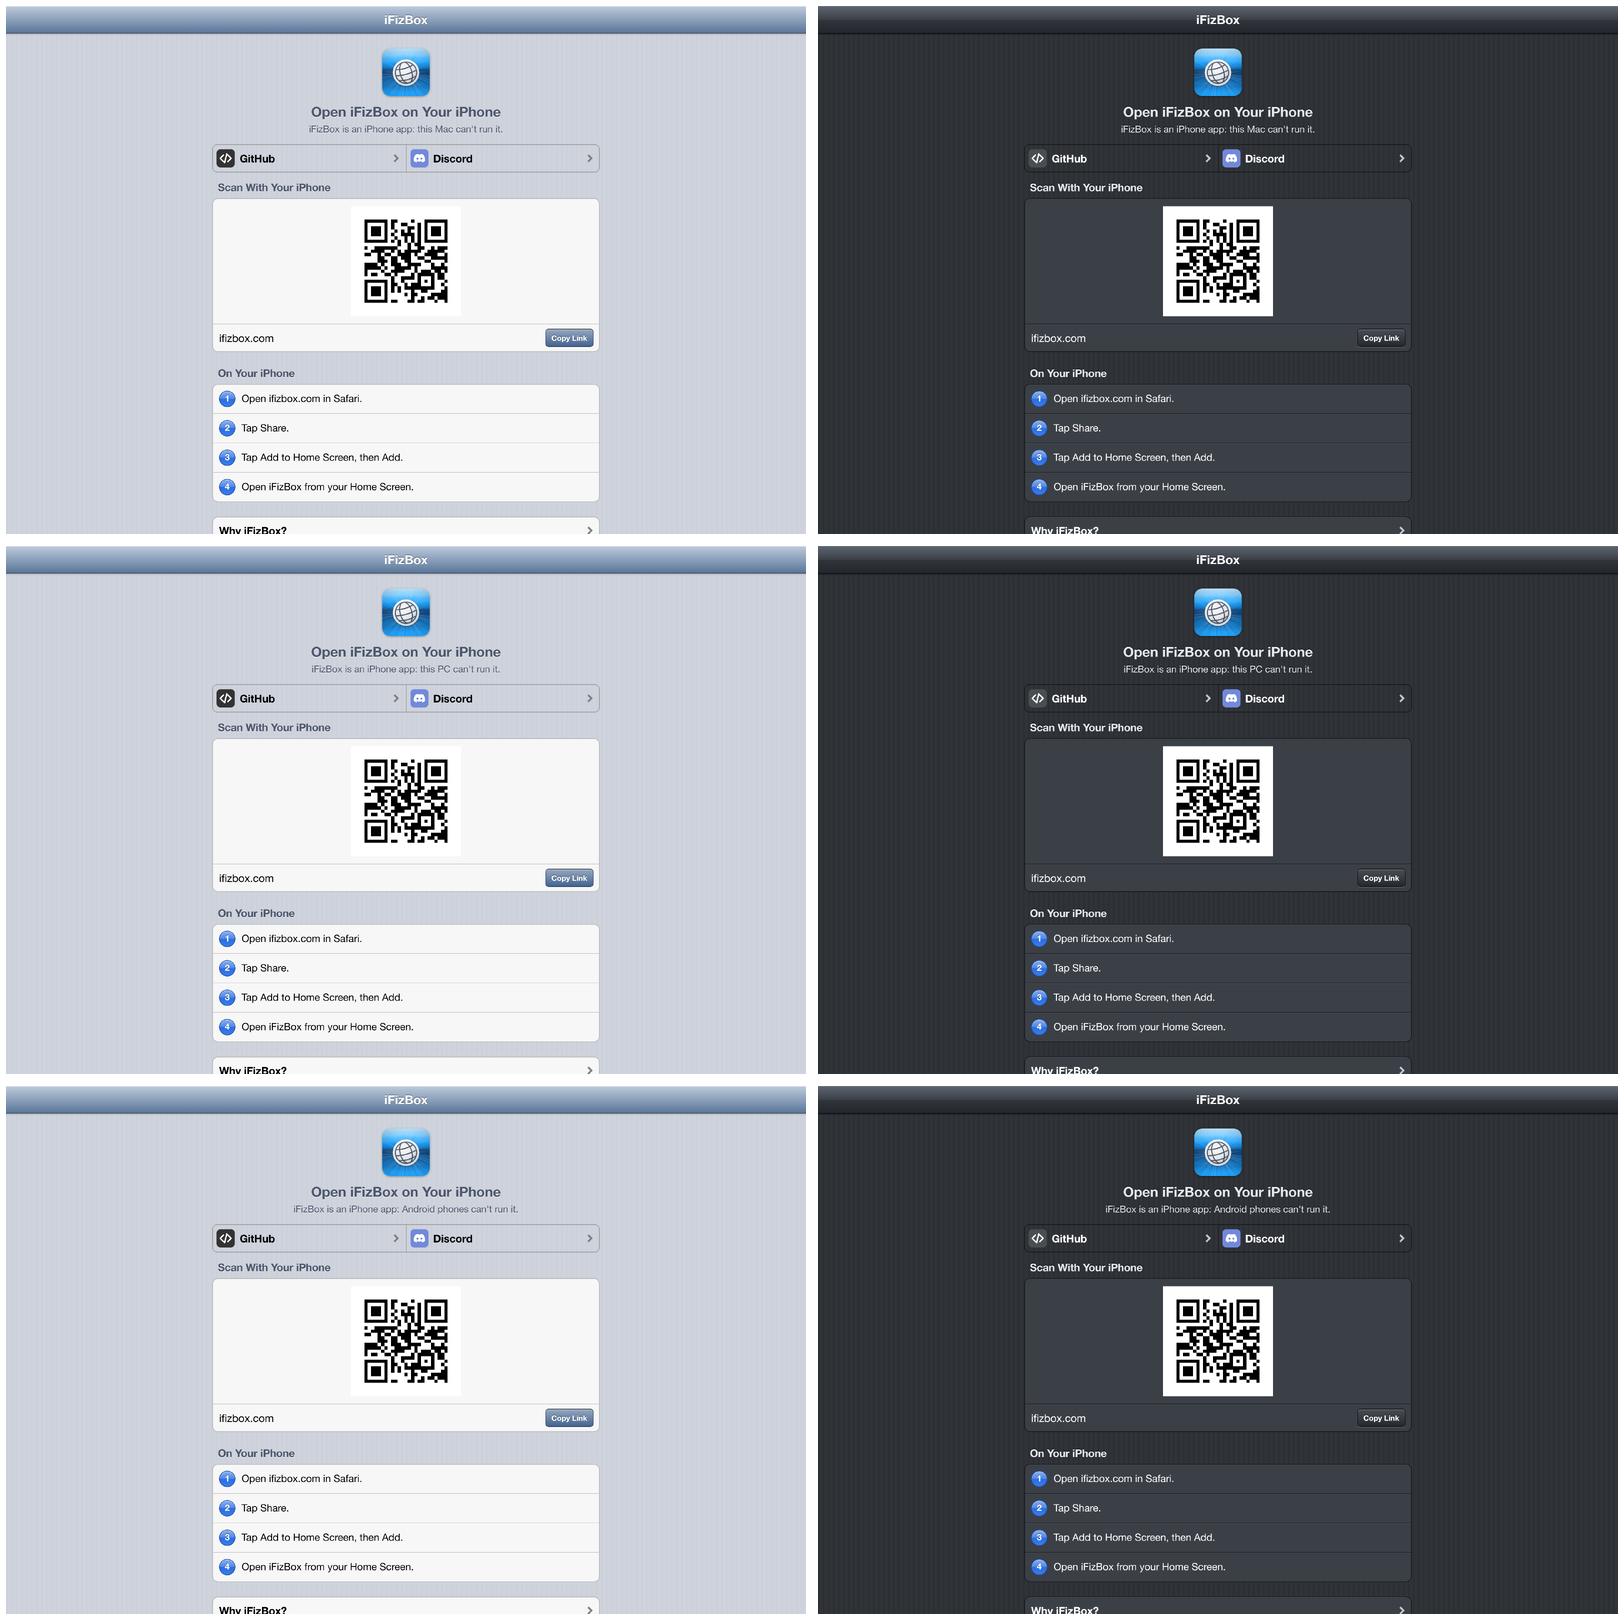 iFizBox
Open iFizBox on Your iPhone
iFizBox is an iPhone app: this Mac can't run it.
GitHub
Discord
Scan With Your iPhone
ifizbox.com
Copy Link
On Your iPhone
1 Open ifizbox.com in Safari.
2 Tap Share.
3 Tap Add to Home Screen, then Add.
4 Open iFizBox from your Home Screen.
Why iFizBox?
iFizBox
Open iFizBox on Your iPhone
iFizBox is an iPhone app: this Mac can't run it.
GitHub
Discord
Scan With Your iPhone
ifizbox.com
Copy Link
On Your iPhone
1 Open ifizbox.com in Safari.
2 Tap Share.
3 Tap Add to Home Screen, then Add.
4 Open iFizBox from your Home Screen.
Why iFizBox?
iFizBox
Open iFizBox on Your iPhone
iFizBox is an iPhone app: this PC can't run it.
GitHub
Discord
Scan With Your iPhone
ifizbox.com
Copy Link
On Your iPhone
1 Open ifizbox.com in Safari.
2 Tap Share.
3 Tap Add to Home Screen, then Add.
4 Open iFizBox from your Home Screen.
Why iFizBox?
iFizBox
Open iFizBox on Your iPhone
iFizBox is an iPhone app: this PC can't run it.
GitHub
Discord
Scan With Your iPhone
ifizbox.com
Copy Link
On Your iPhone
1 Open ifizbox.com in Safari.
2 Tap Share.
3 Tap Add to Home Screen, then Add.
4 Open iFizBox from your Home Screen.
Why iFizBox?
iFizBox
Open iFizBox on Your iPhone
iFizBox is an iPhone app: Android phones can't run it.
GitHub
Discord
Scan With Your iPhone
ifizbox.com
Copy Link
On Your iPhone
1 Open ifizbox.com in Safari.
2 Tap Share.
3 Tap Add to Home Screen, then Add.
4 Open iFizBox from your Home Screen.
Why iFizBox?
iFizBox
Open iFizBox on Your iPhone
iFizBox is an iPhone app: Android phones can't run it.
GitHub
Discord
Scan With Your iPhone
ifizbox.com
Copy Link
On Your iPhone
1 Open ifizbox.com in Safari.
2 Tap Share.
3 Tap Add to Home Screen, then Add.
4 Open iFizBox from your Home Screen.
Why iFizBox?